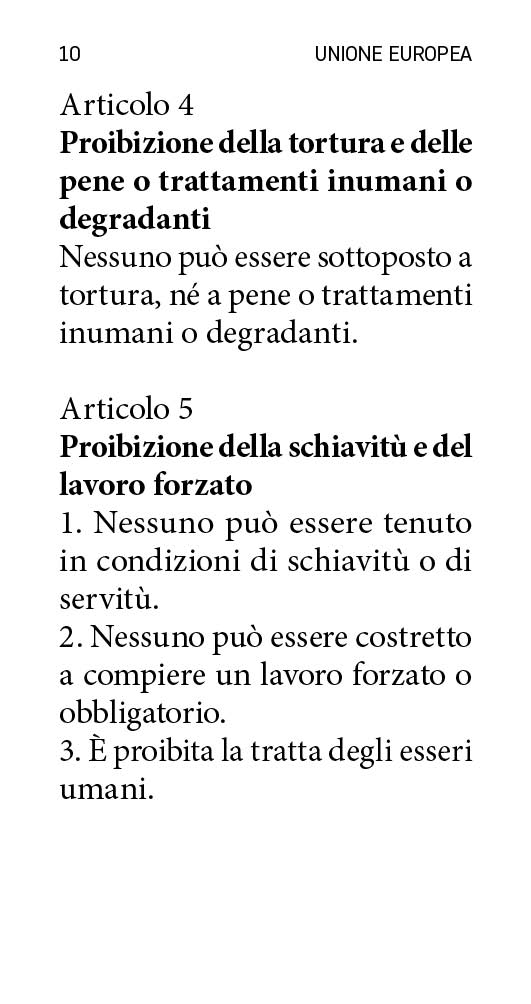 10 UNIONE EUROPEA
Articolo 4
Proibizione della tortura e delle
pene o trattamenti inumani o
degradanti
Nessuno può essere sottoposto a
tortura, né a pene o trattamenti
inumani o degradanti.
Articolo 5
Proibizione della schiavitù e del
lavoro forzato
1. Nessuno può essere tenuto
in condizioni di schiavitù o di
servitù.
2. Nessuno può essere costretto
a compiere un lavoro forzato o
obbligatorio.
3. È proibita la tratta degli esseri
umani.